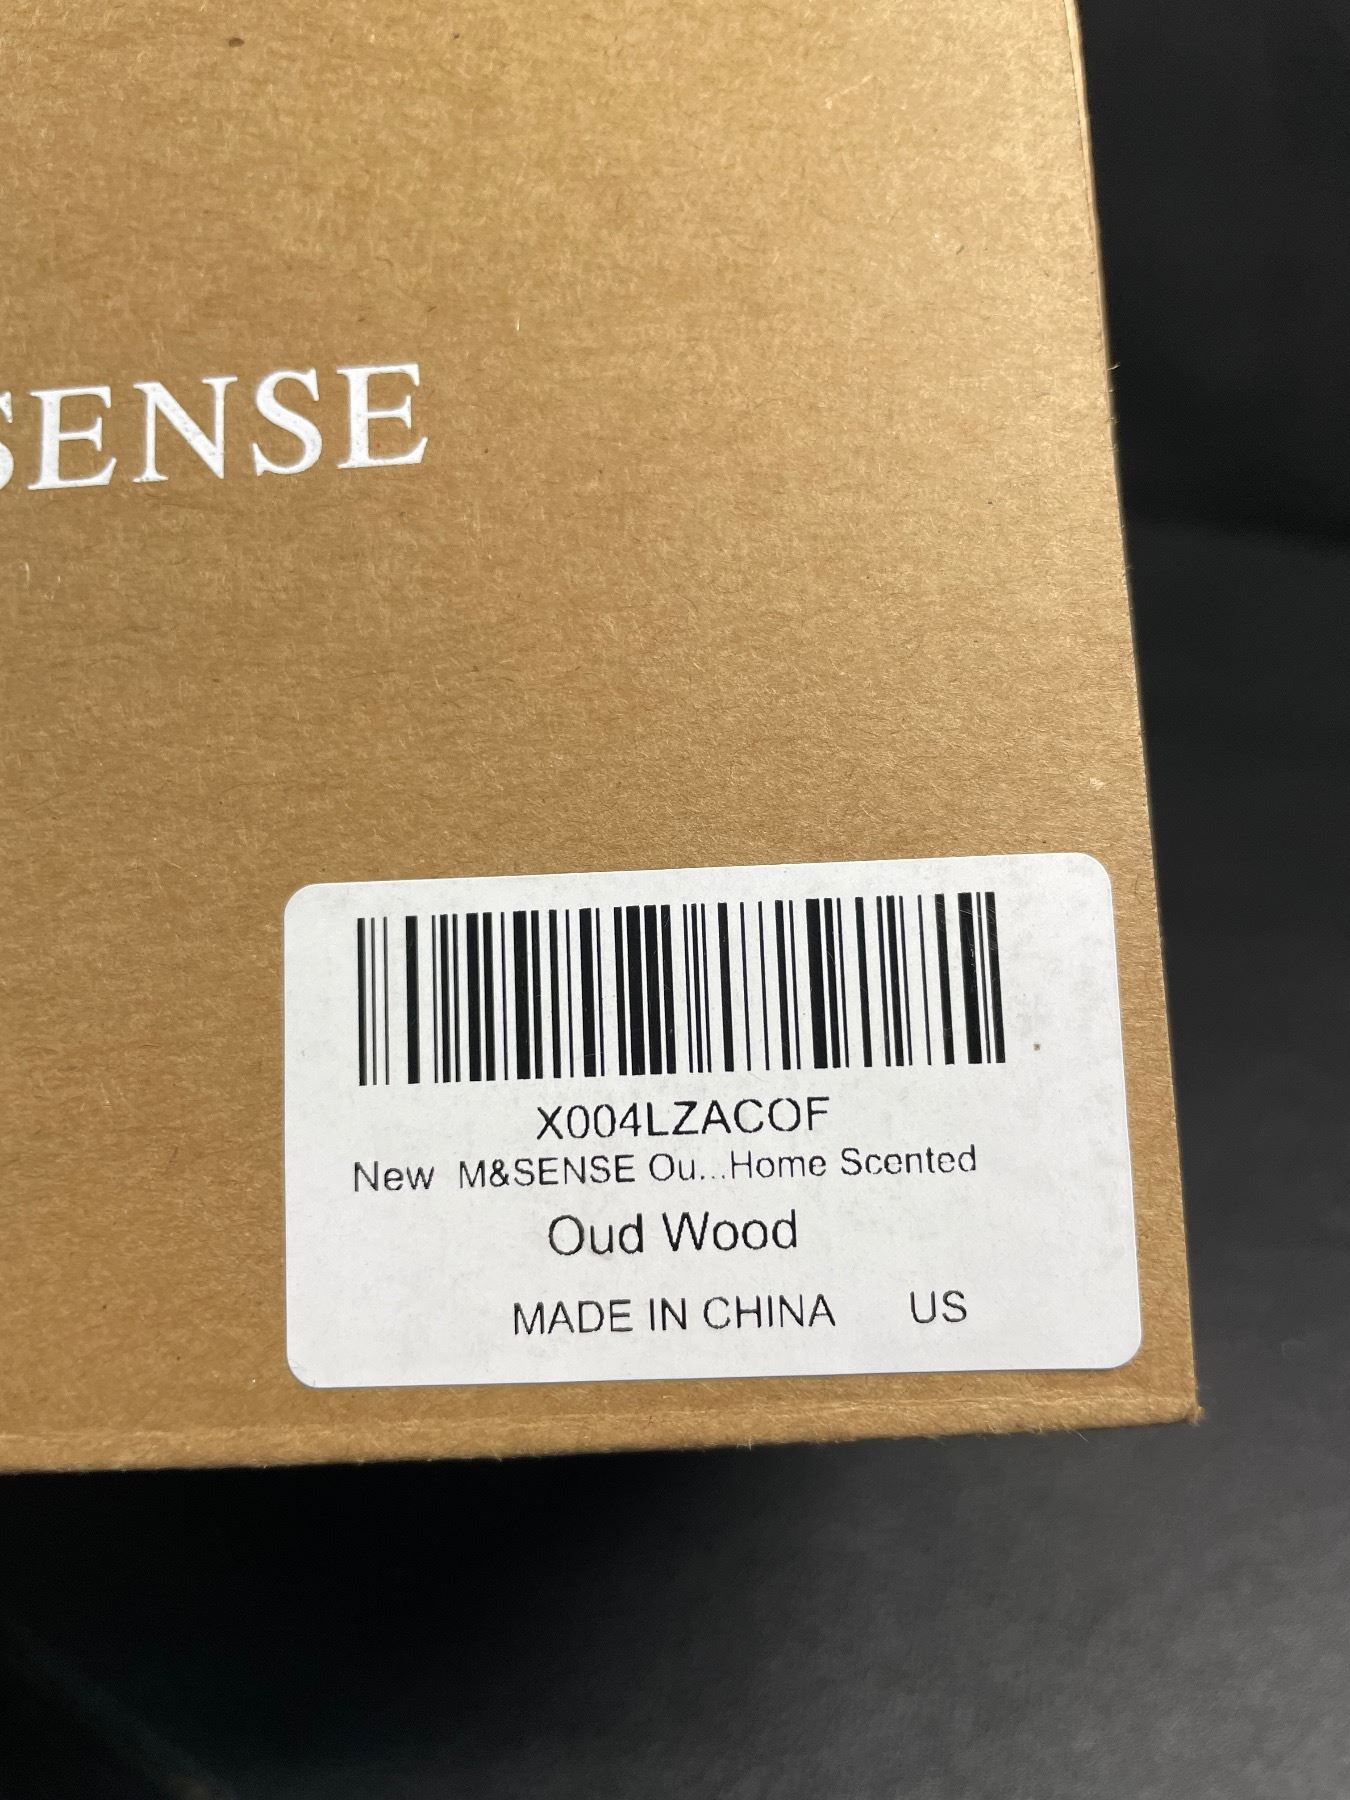 SENSE
X004LZACOF
New M&SENSE Ou...Home Scented
Oud Wood
MADE IN CHINA US